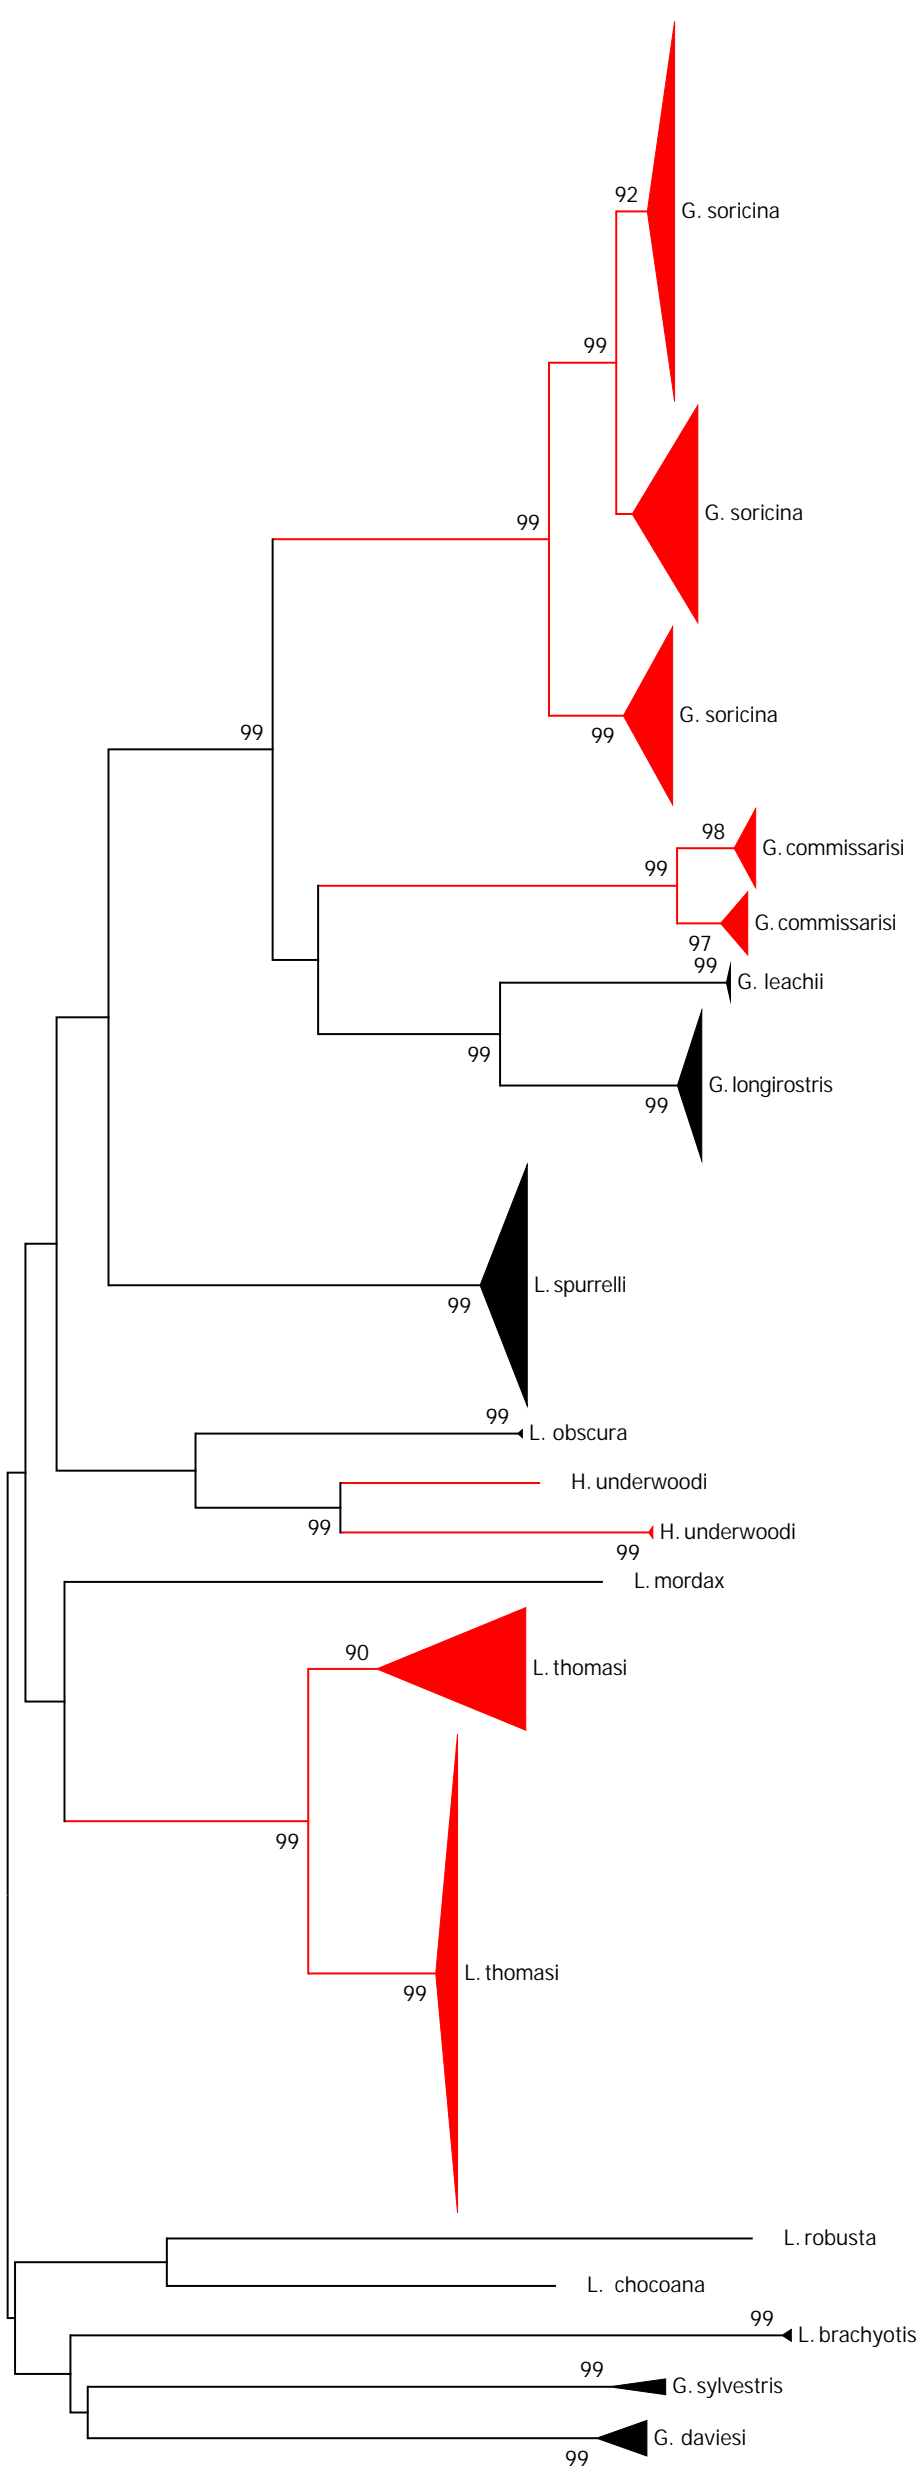 92
G. soricina
99
G. soricina
99
G. soricina
99
99
98
G. commissarisi
99
G. commissarisi
97
99
G. leachii
99
G. longirostris
99
L. spurrelli
99
99
L. obscura
H. underwoodi
99
H. underwoodi
99
L. mordax
90
L. thomasi
99
L. thomasi
99
L. robusta
L. chocoana
99
L. brachyotis
99
G. sylvestris
G. daviesi
99